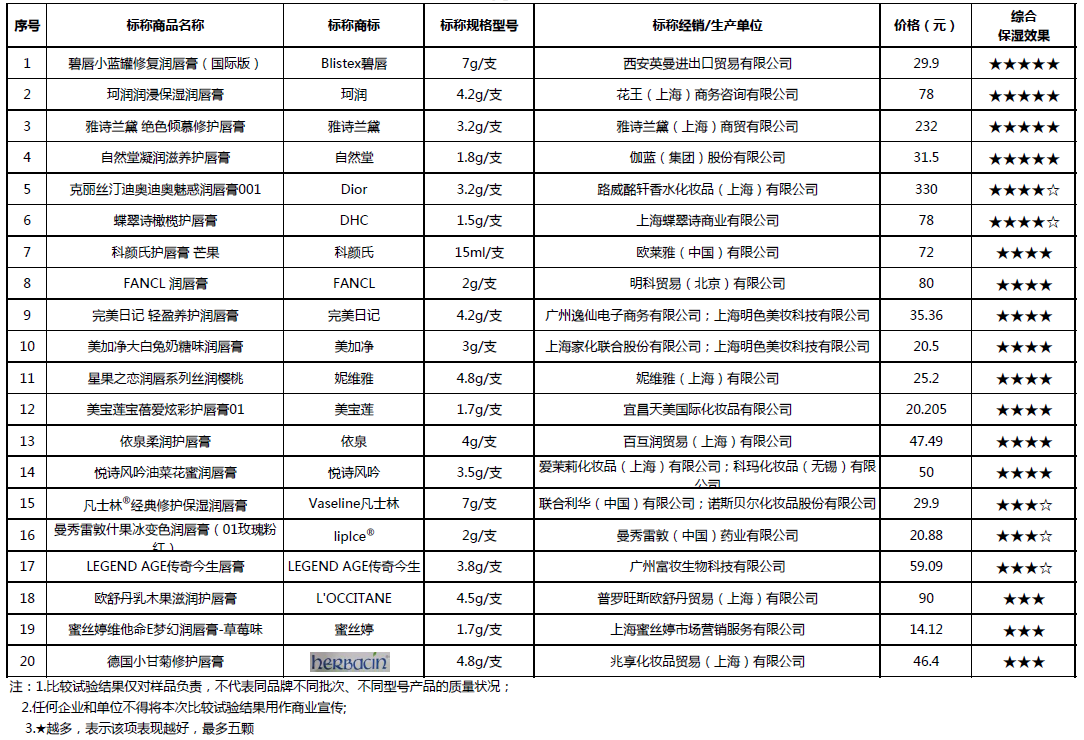 序号 标称商品名称 标称商标 标称规格型号 标称经销/生产单位 价格（元） 综合
保湿效果
1 碧唇小蓝罐修复润唇膏（国际版） Blistex碧唇 7g/支 西安英曼进出口贸易有限公司 29.9 ★★★★★
2 珂润润浸保湿润唇膏 珂润 4.2g/支 花王（上海）商务咨询有限公司 78 ★★★★★
3 雅诗兰黛 绝色倾慕修护唇膏 雅诗兰黛 3.2g/支 雅诗兰黛（上海）商贸有限公司 232 ★★★★★
4 自然堂凝润滋养护唇膏 自然堂 1.8g/支 伽蓝（集团）股份有限公司 31.5 ★★★★★
5 克丽丝汀迪奥迪奥魅惑润唇膏001 Dior 3.2g/支 路威酩轩香水化妆品（上海）有限公司 330 ★★★★☆
6 蝶翠诗橄榄护唇膏 DHC 1.5g/支 上海蝶翠诗商业有限公司 78 ★★★★☆
7 科颜氏护唇膏 芒果 科颜氏 15ml/支 欧莱雅（中国）有限公司 72 ★★★★
8 FANCL 润唇膏 FANCL 2g/支 明科贸易（北京）有限公司 80 ★★★★
9 完美日记 轻盈养护润唇膏 完美日记 4.2g/支 广州逸仙电子商务有限公司；上海明色美妆科技有限公司 35.36 ★★★★
10 美加净大白兔奶糖味润唇膏 美加净 3g/支 上海家化联合股份有限公司；上海明色美妆科技有限公司 20.5 ★★★★
11 星果之恋润唇系列丝润樱桃 妮维雅 4.8g/支 妮维雅（上海）有限公司 25.2 ★★★★
12 美宝莲宝蓓爱炫彩护唇膏01 美宝莲 1.7g/支 宜昌天美国际化妆品有限公司 20.205 ★★★★
13 依泉柔润护唇膏 依泉 4g/支 百互润贸易（上海）有限公司 47.49 ★★★★
14 悦诗风吟油菜花蜜润唇膏 悦诗风吟 3.5g/支 爱茉莉化妆品（上海）有限公司；科玛化妆品（无锡）有限公司 50 ★★★★
15 凡士林®经典修护保湿润唇膏 Vaseline凡士林 7g/支 联合利华（中国）有限公司；诺斯贝尔化妆品股份有限公司 29.9 ★★★☆
16 曼秀雷敦什果冰变色润唇膏（01玫瑰粉红） lipIce® 2g/支 曼秀雷敦（中国）药业有限公司 20.88 ★★★☆
17 LEGEND AGE传奇今生唇膏 LEGEND AGE传奇今生 3.8g/支 广州富妆生物科技有限公司 59.09 ★★★☆
18 欧舒丹乳木果滋润护唇膏 L'OCCITANE 4.5g/支 普罗旺斯欧舒丹贸易（上海）有限公司 90 ★★★
19 蜜丝婷维他命E梦幻润唇膏-草莓味 蜜丝婷 1.7g/支 上海蜜丝婷市场营销服务有限公司 14.12 ★★★
20 德国小甘菊修护唇膏 herbacin 4.8g/支 兆享化妆品贸易（上海）有限公司 46.4 ★★★
注：1.比较试验结果仅对样品负责，不代表同品牌不同批次、不同型号产品的质量状况；
2.任何企业和单位不得将本次比较试验结果用作商业宣传;
3.★越多，表示该项表现越好，最多五颗